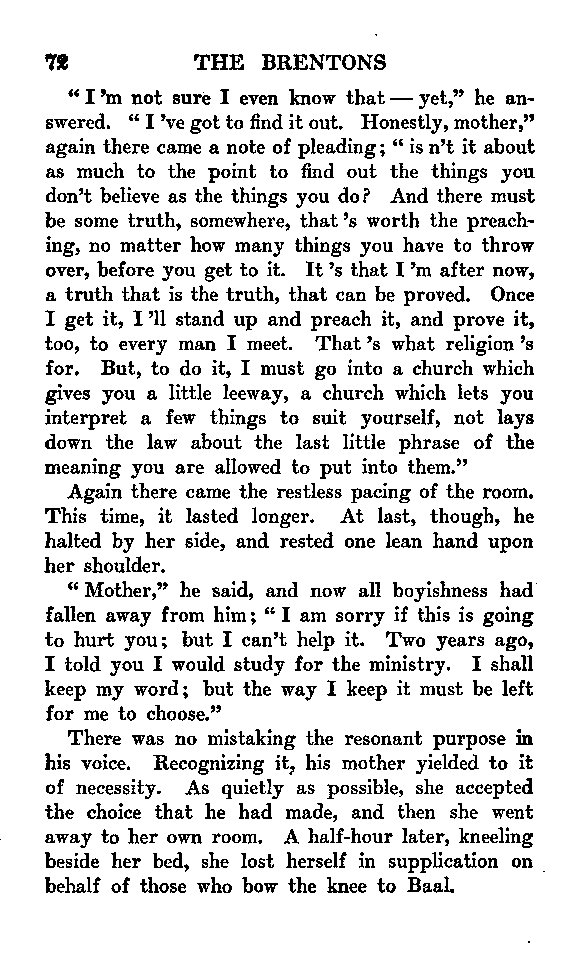 72 THE BRENTONS
“ I ’m not sure I even know that — yet,” he an-
swered. “ I ’ve got to find it out. Honestly, mother,”
again there came a note of pleading; “ is n’t it about
as much to the point to find out the things you
don’t believe as the things you do? And there must
be some truth, somewhere, that ’s worth the preach-
ing, no matter how many things you have to throw
over, before you get to it. It ’s that I ’m after now,
a truth that is the truth, that can be proved. Once
I get it, I ’ll stand up and preach it, and prove it,
too, to every man I meet. That ’s what religion ’s
for. But, to do it, I must go into a church which
gives you a little leeway, a church which lets you
interpret a few things to suit yourself, not lays
down the law about the last little phrase of the
meaning you are allowed to put into them.”
Again there came the restless pacing of the room.
This time, it lasted longer. At last, though, he
halted by her side, and rested one lean hand upon
her shoulder.
“ Mother,” he said, and now all boyishness had
fallen away from him; “ I am sorry if this is going
to hurt you; but I can’t help it. Two years ago,
I told you I would study for the ministry. I shall
keep my word; but the way I keep it must be left
for me to choose.”
There was no mistaking the resonant purpose in
his voice. Recognizing it, his mother yielded to it
of necessity. As quietly as possible, she accepted
the choice that he had made, and then she went
away to her own room. A half-hour later, kneeling
beside her bed, she lost herself in supplication on
behalf of those who bow the knee to Baal.